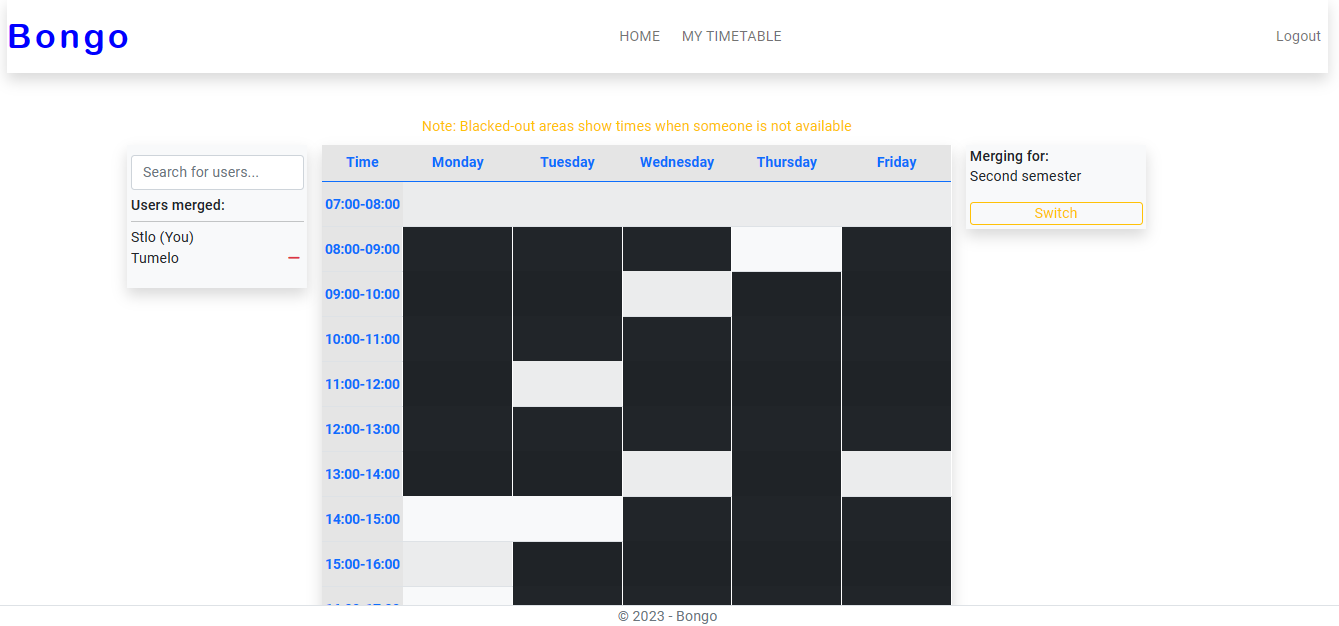 Bongo
HOME MY TIMETABLE
Logout
Note: Blacked-out areas show times when someone is not available
Search for users...
Users merged:
Stlo (You)
Tumelo
Time Monday Tuesday Wednesday Thursday Friday
07:00-08:00
08:00-09:00
09:00-10:00
10:00-11:00
11:00-12:00
12:00-13:00
13:00-14:00
14:00-15:00
15:00-16:00
Merging for:
Second semester
Switch
© 2023 - Bongo